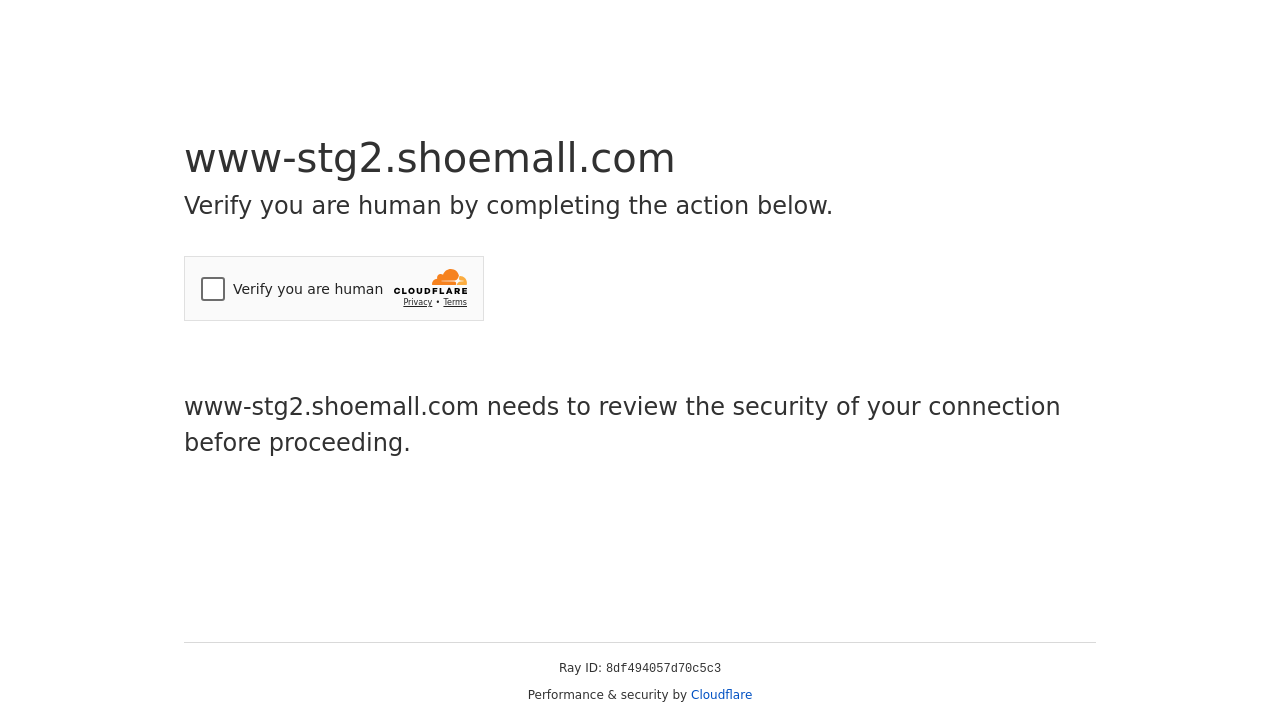 www-stg2.shoemall.com
Verify you are human by completing the action below.
Verify you are human
CLOUDFLARE
Privacy • Terms
www-stg2.shoemall.com needs to review the security of your connection
before proceeding.
Ray ID: 8df494057d70c5c3
Performance & security by Cloudflare